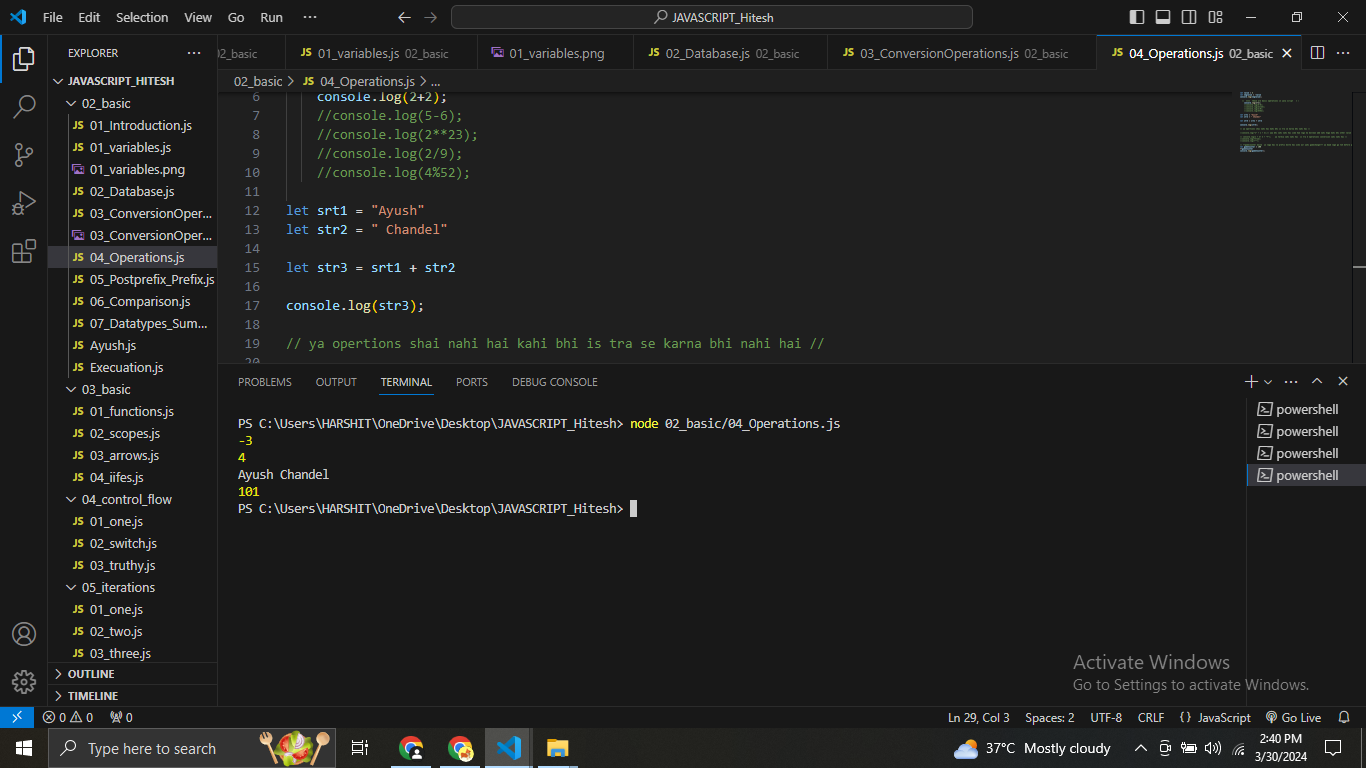 File Edit Selection View Go Run ··· JAVASCRIPT_Hitesh
EXPLORER ···
JAVASCRIPT_HITESH
02_basic
JS 01_Introduction.js
JS 01_variables.js
01_variables.png
JS 02_Database.js
JS 03_ConversionOper...
03_ConversionOper...
JS 04_Operations.js
JS 05_Postprefix_Prefix.js
JS 06_Comparison.js
JS 07_Datatypes_Sum...
JS Ayush.js
JS Execuation.js
03_basic
JS 01_functions.js
JS 02_scopes.js
JS 03_arrows.js
JS 04_iifes.js
04_control_flow
JS 01_one.js
JS 02_switch.js
JS 03_truthy.js
05_iterations
JS 01_one.js
JS 02_two.js
JS 03_three.js
OUTLINE
TIMELINE
02_basic JS 01_variables.js 02_basic 01_variables.png JS 02_Database.js 02_basic JS 03_ConversionOperations.js 02_basic JS 04_Operations.js 02_basic ···
02_basic > JS 04_Operations.js > ...
6 console.log(2+2);
7 //console.log(5-6);
8 //console.log(2**23);
9 //console.log(2/9);
10 //console.log(4%52);
11
12 let srt1 = "Ayush"
13 let str2 = " Chandel"
14
15 let str3 = srt1 + str2
16
17 console.log(str3);
18
19 // ya opertions shai nahi hai kahi bhi is tra se karna bhi nahi hai //
20
PROBLEMS OUTPUT TERMINAL PORTS DEBUG CONSOLE ···
PS C:\Users\HARSHIT\OneDrive\Desktop\JAVASCRIPT_Hitesh> node 02_basic/04_Operations.js
-3
4
Ayush Chandel
101
PS C:\Users\HARSHIT\OneDrive\Desktop\JAVASCRIPT_Hitesh>
powershell
powershell
powershell
powershell
Activate Windows
Go to Settings to activate Windows.
0 0 0 Ln 29, Col 3 Spaces: 2 UTF-8 CRLF {} JavaScript Go Live
Type here to search 37°C Mostly cloudy 2:40 PM
3/30/2024